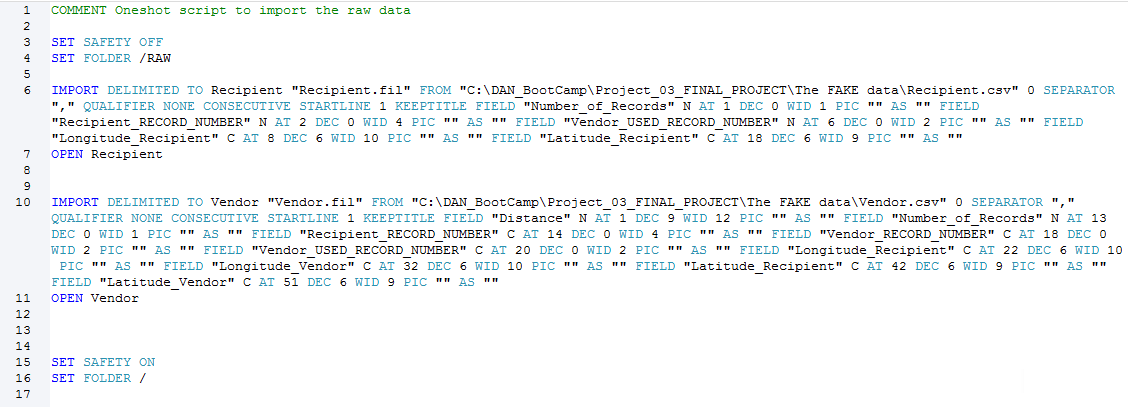 1 COMMENT Oneshot script to import the raw data
2
3 SET SAFETY OFF
4 SET FOLDER /RAW
5
6 IMPORT DELIMITED TO Recipient "Recipient.fil" FROM "C:\DAN_BootCamp\Project_03_FINAL_PROJECT\The FAKE data\Recipient.csv" 0 SEPARATOR
"," QUALIFIER NONE CONSECUTIVE STARTLINE 1 KEEPTITLE FIELD "Number_of_Records" N AT 1 DEC 0 WID 1 PIC "" AS "" FIELD
"Recipient_RECORD_NUMBER" N AT 2 DEC 0 WID 4 PIC "" AS "" FIELD "Vendor_USED_RECORD_NUMBER" N AT 6 DEC 0 WID 2 PIC "" AS "" FIELD
"Longitude_Recipient" C AT 8 DEC 6 WID 10 PIC "" AS "" FIELD "Latitude_Recipient" C AT 18 DEC 6 WID 9 PIC "" AS ""
7 OPEN Recipient
8
9
10 IMPORT DELIMITED TO Vendor "Vendor.fil" FROM "C:\DAN_BootCamp\Project_03_FINAL_PROJECT\The FAKE data\Vendor.csv" 0 SEPARATOR ","
QUALIFIER NONE CONSECUTIVE STARTLINE 1 KEEPTITLE FIELD "Distance" N AT 1 DEC 9 WID 12 PIC "" AS "" FIELD "Number_of_Records" N AT 13
DEC 0 WID 1 PIC "" AS "" FIELD "Recipient_RECORD_NUMBER" C AT 14 DEC 0 WID 4 PIC "" AS "" FIELD "Vendor_RECORD_NUMBER" C AT 18 DEC 0
WID 2 PIC "" AS "" FIELD "Vendor_USED_RECORD_NUMBER" C AT 20 DEC 0 WID 2 PIC "" AS "" FIELD "Longitude_Recipient" C AT 22 DEC 6 WID 10
PIC "" AS "" FIELD "Longitude_Vendor" C AT 32 DEC 6 WID 10 PIC "" AS "" FIELD "Latitude_Recipient" C AT 42 DEC 6 WID 9 PIC "" AS ""
FIELD "Latitude_Vendor" C AT 51 DEC 6 WID 9 PIC "" AS ""
11 OPEN Vendor
12
13
14
15 SET SAFETY ON
16 SET FOLDER /
17